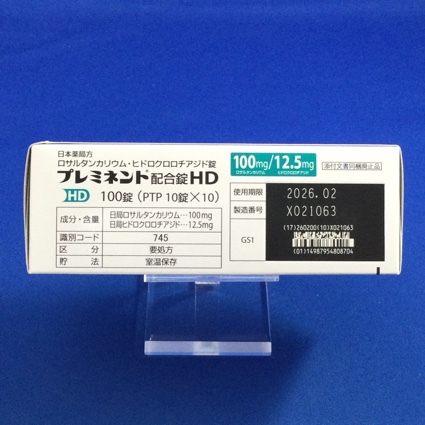 日本薬局方
ロサルタンカリウム・ヒドロクロロチアジド錠
プレミネント配合錠HD
HD 100錠(PTP 10錠×10)
成分・含量 日局ロサルタンカリウム…100mg
日局ヒドロクロロチアジド…12.5mg
識別コード 745
区分 要処方
貯法 室温保存
100mg/12.5mg
ロサルタンカリウム ヒドロクロロチアジド
添付文書同梱廃止品
使用期限 2026.02
製造番号 X021063
GS1
(17)260200(10)X021063
(01)14987954808704